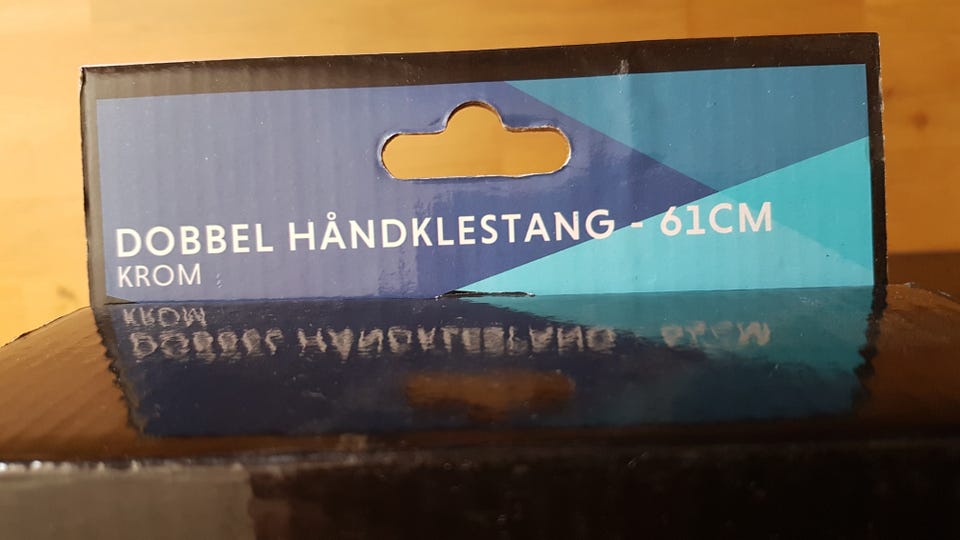 DOBBEL HÅNDKLESTANG - 61CM
KROM